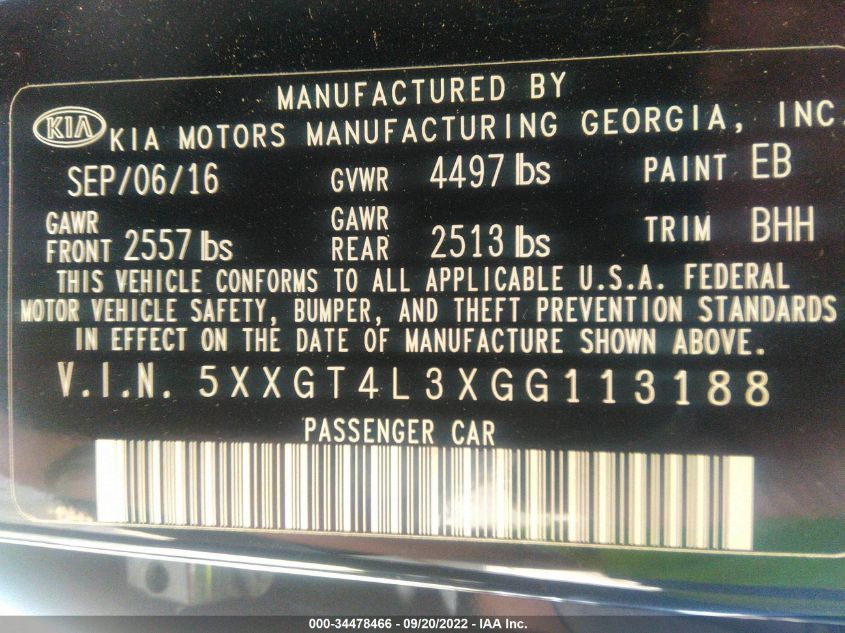 MANUFACTURED BY
KIA KIA MOTORS MANUFACTURING GEORGIA, INC.
SEP/06/16 GVWR 4497 lbs PAINT EB
GAWR FRONT 2557 lbs GAWR REAR 2513 lbs TRIM BHH
THIS VEHICLE CONFORMS TO ALL APPLICABLE U.S.A. FEDERAL
MOTOR VEHICLE SAFETY, BUMPER, AND THEFT PREVENTION STANDARDS
IN EFFECT ON THE DATE OF MANUFACTURE SHOWN ABOVE.
V.I.N. 5XXGT4L3XGG113188
PASSENGER CAR
000-34478466 - 09/20/2022 - IAA Inc.